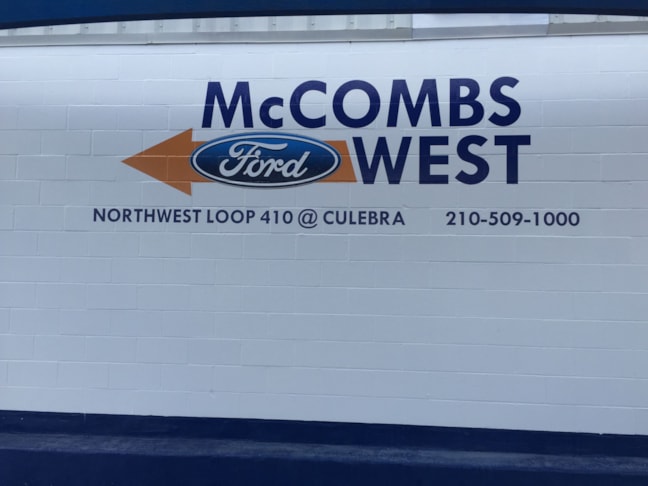 McCOMBS
Ford WEST
NORTHWEST LOOP 410 @ CULEBRA 210-509-1000